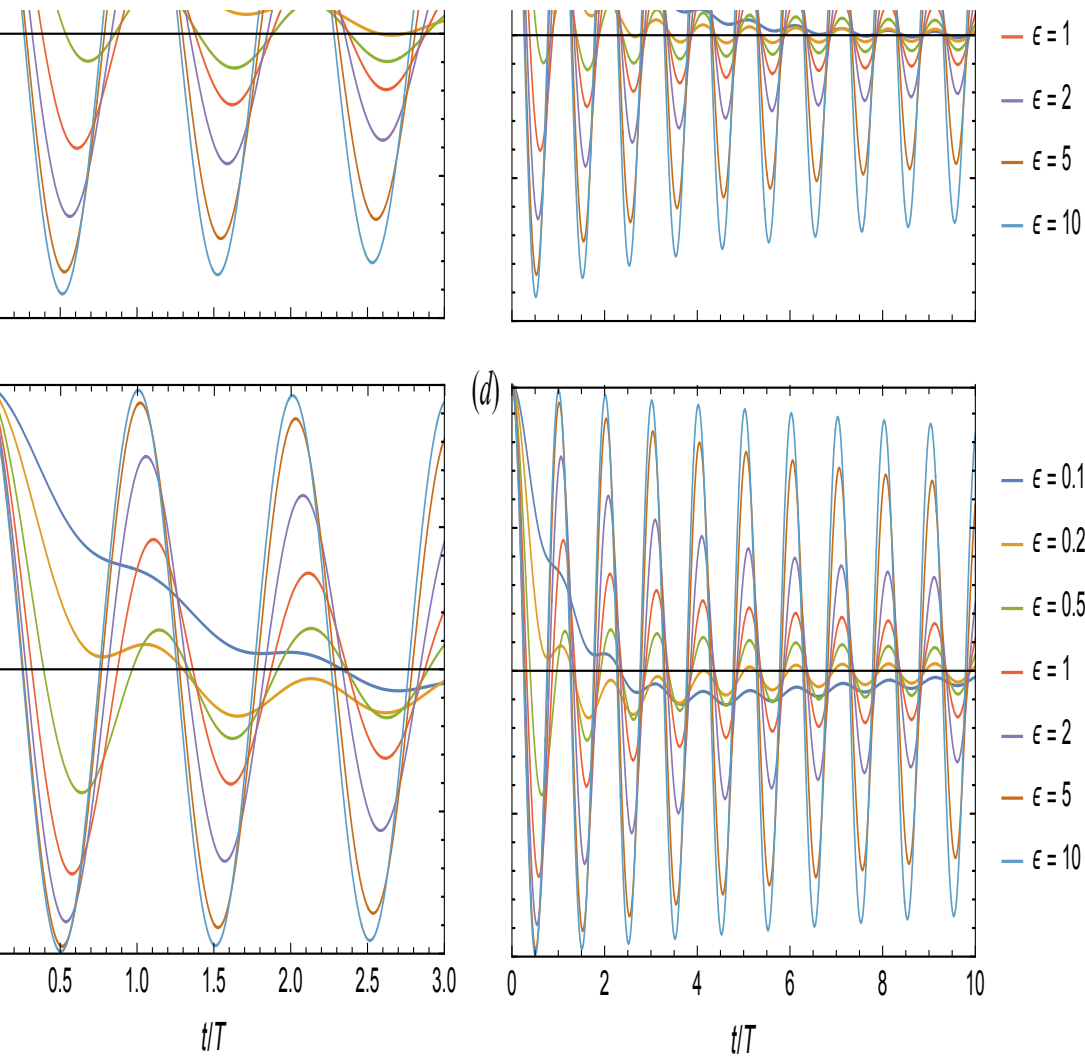 ϵ = 1
ϵ = 2
ϵ = 5
ϵ = 10
(d)
ϵ = 0.1
ϵ = 0.2
ϵ = 0.5
ϵ = 1
ϵ = 2
ϵ = 5
ϵ = 10
0.5 1.0 1.5 2.0 2.5 3.0
0 2 4 6 8 10
t/T
t/T